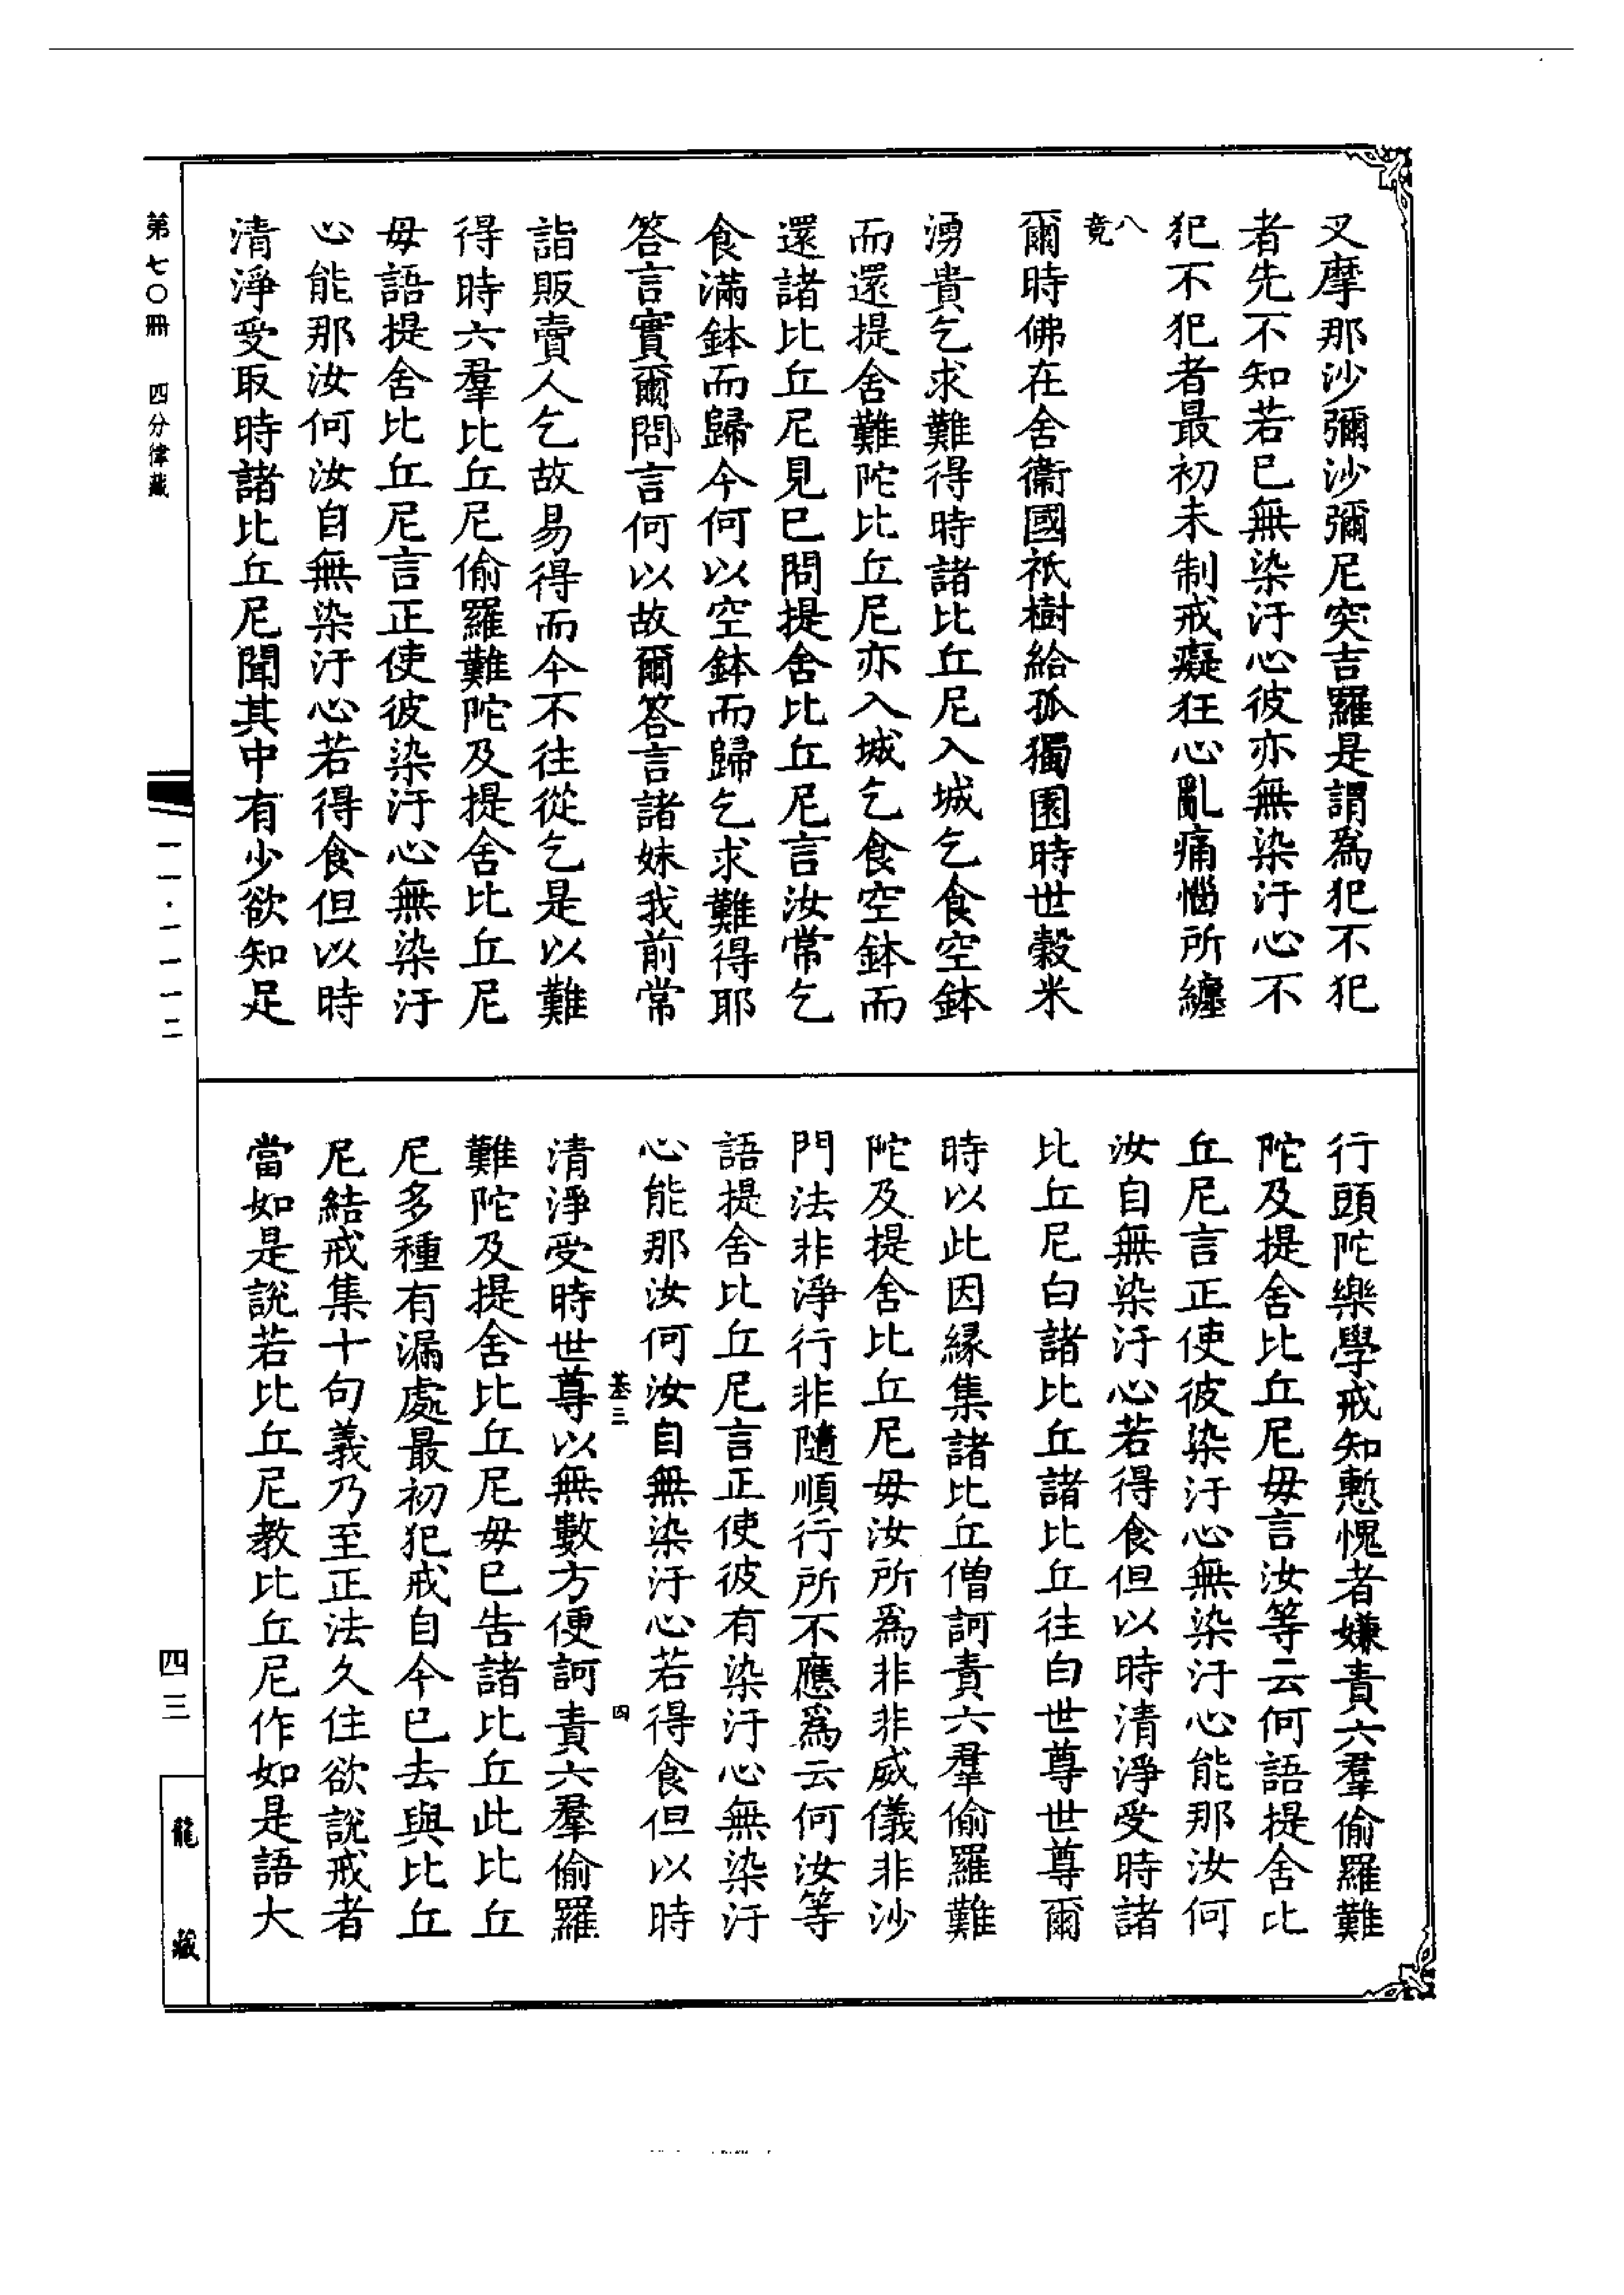 叉摩那沙彌沙彌尼突吉羅是謂為犯不犯
者先不知若已無染汙心彼亦無染汙心不
犯不犯者最初未制戒癡狂心亂痛惱所纏
八
竟
爾時佛在舍衞國祇樹給孤獨園時世穀米
湧貴乞求難得時諸比丘尼入城乞食空鉢
而還提舍難陀比丘尼亦入城乞食空鉢而
還諸比丘尼見已問提舍比丘尼言汝常乞
食滿鉢而歸今何以空鉢而歸乞求難得耶
答言實爾問言何以故爾答言諸妹我前常
詣販賣人乞故易得而今不往從乞是以難
得時六羣比丘尼偷羅難陀及提舍比丘尼
毋語提舍比丘尼言正使彼染汙心無染汙
心能那汝何汝自無染汙心若得食但以時
清淨受取時諸比丘尼聞其中有少欲知足
行頭陀樂學戒知慙愧者嫌責六羣偷羅難
陀及提舍比丘尼毋言汝等云何語提舍比
丘尼言正使彼染汙心無染汙心能那汝何
汝自無染汙心若得食但以時清淨受時諸
比丘尼白諸比丘諸比丘往白世尊世尊爾
時以此因緣集諸比丘僧訶責六羣偷羅難
陀及提舍比丘尼毋汝所為非非威儀非沙
門法非淨行非隨順行所不應為云何汝等
語提舍比丘尼言正使彼有染汙心無染汙
心能那汝何汝自無染汙心若得食但以時
基三
四
清淨受時世尊以無數方便訶責六羣偷羅
難陀及提舍比丘尼毋已告諸比丘此比丘
尼多種有漏處最初犯戒自今已去與比丘
尼結戒集十句義乃至正法久住欲說戒者
當如是說若比丘尼教比丘尼作如是語大
第七〇冊 四分律藏
一一·一一一二
四三
龍藏